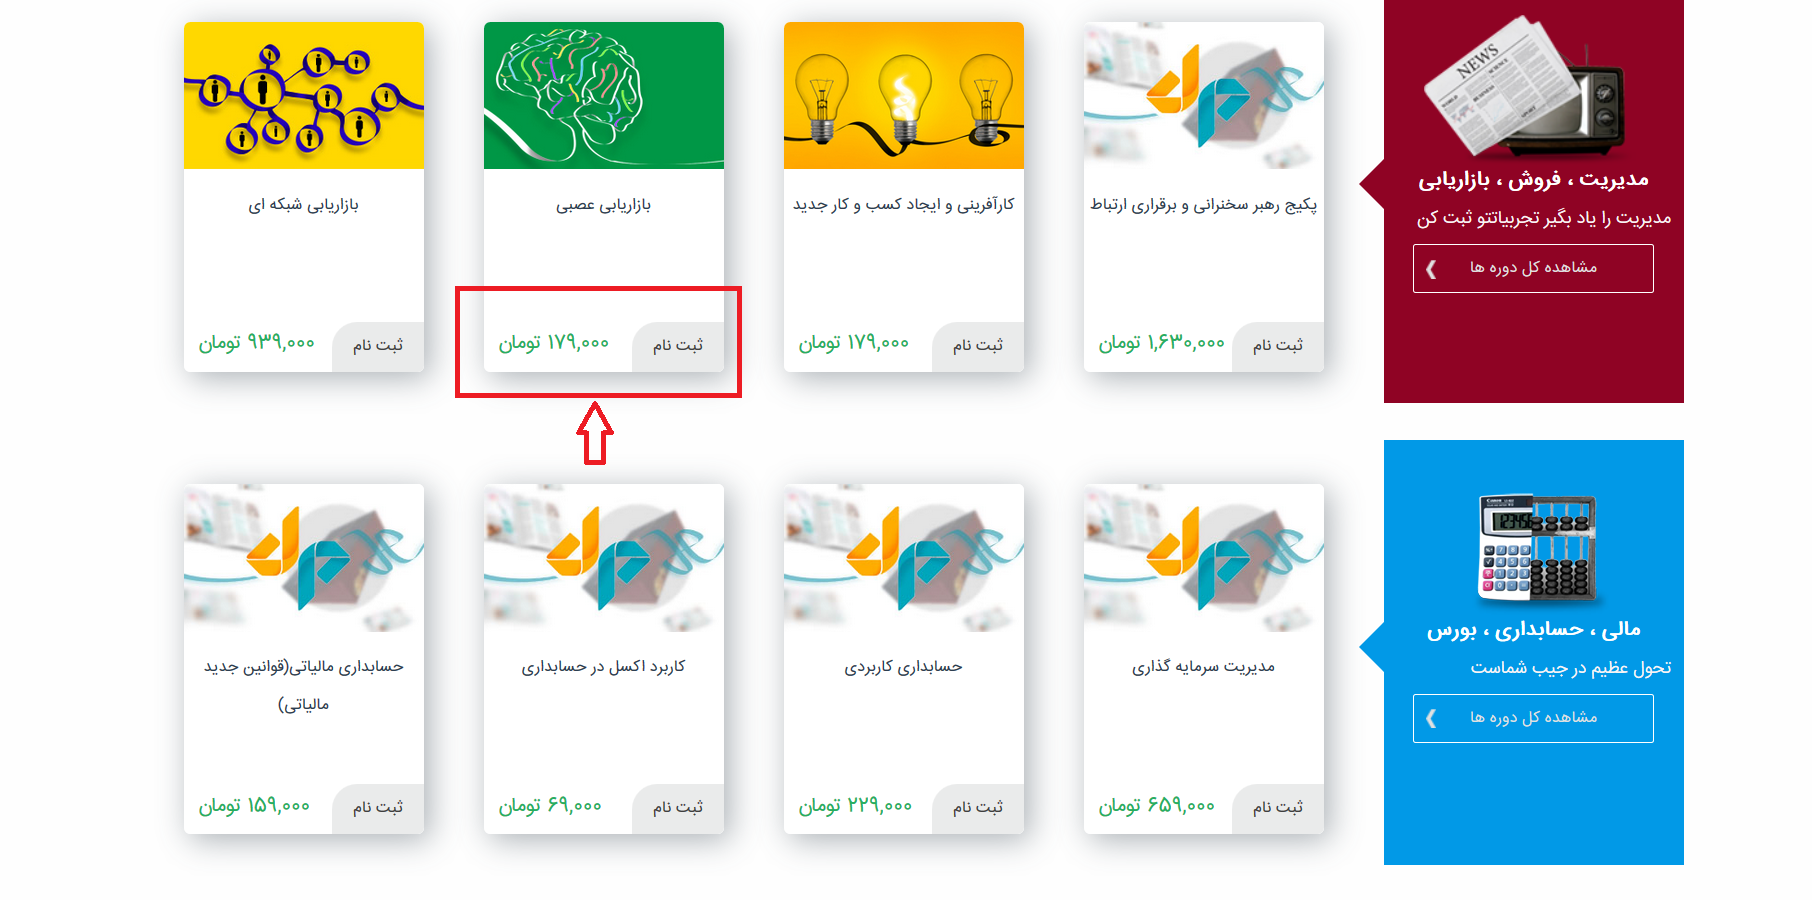 NEWS
SCIENCE
WORLD
BUSINESS
SPORT
مدیریت ، فروش ، بازاریابی
مدیریت را یاد بگیر تجربیاتتو ثبت کن
مشاهده کل دوره ها
پکیج رهبر سخنرانی و برقراری ارتباط
ثبت نام
۱,۶۳۰,۰۰۰ تومان
کارآفرینی و ایجاد کسب و کار جدید
ثبت نام
۱۷۹,۰۰۰ تومان
بازاریابی عصبی
ثبت نام
۱۷۹,۰۰۰ تومان
بازاریابی شبکه ای
ثبت نام
۹۳۹,۰۰۰ تومان
Canon
مالی ، حسابداری ، بورس
تحول عظیم در جیب شماست
مشاهده کل دوره ها
مدیریت سرمایه گذاری
ثبت نام
۶۵۹,۰۰۰ تومان
حسابداری کاربردی
ثبت نام
۲۲۹,۰۰۰ تومان
کاربرد اکسل در حسابداری
ثبت نام
۶۹,۰۰۰ تومان
حسابداری مالیاتی(قوانین جدید
مالیاتی)
ثبت نام
۱۵۹,۰۰۰ تومان